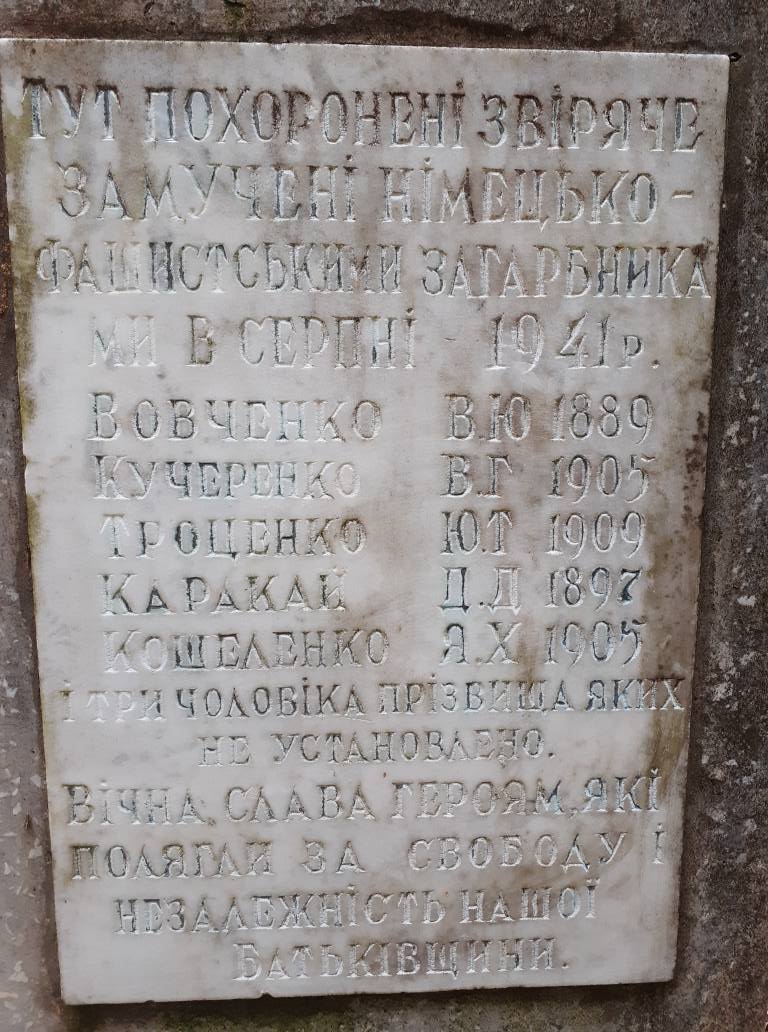 Тут похоронені звіряче
замучені німецько-
фашистськими загарбника
ми в серпні 1941р.
Вовченко В.Ю 1889
Кучеренко В.Г 1905
Троценко Ю.Т 1909
Каракай Д.Д 1897
Кошеленко Я.Х 1905
і три чоловіка прізвища яких
не установлено.
Вічна слава героям, які
полягли за свободу і
незалежність нашої
Батьківщини.